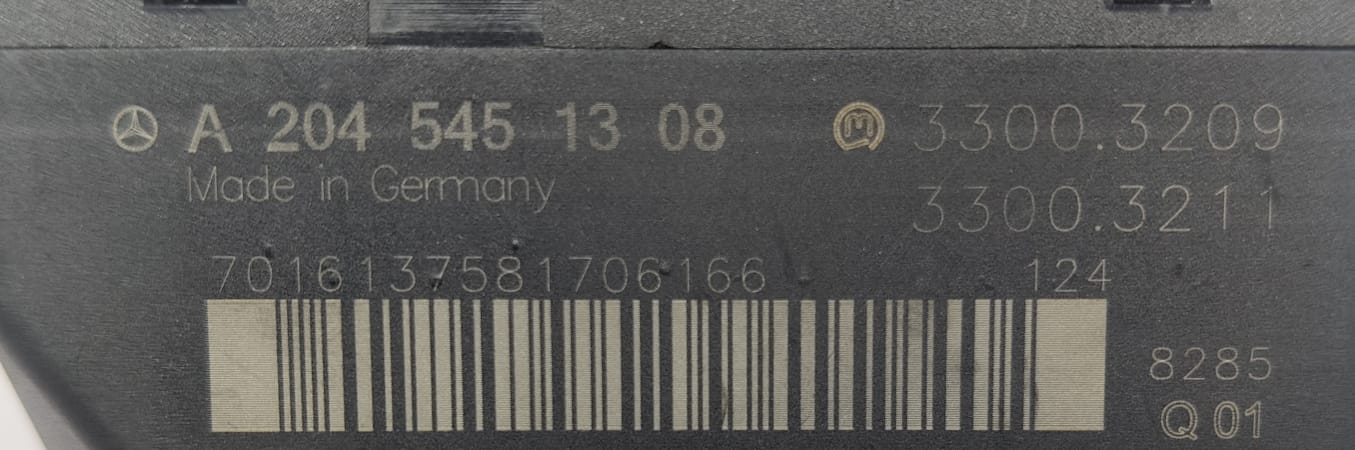 A 204 545 13 08
3300.3209
Made in Germany
3300.3211
7016137581706166 124
8285
Q 01